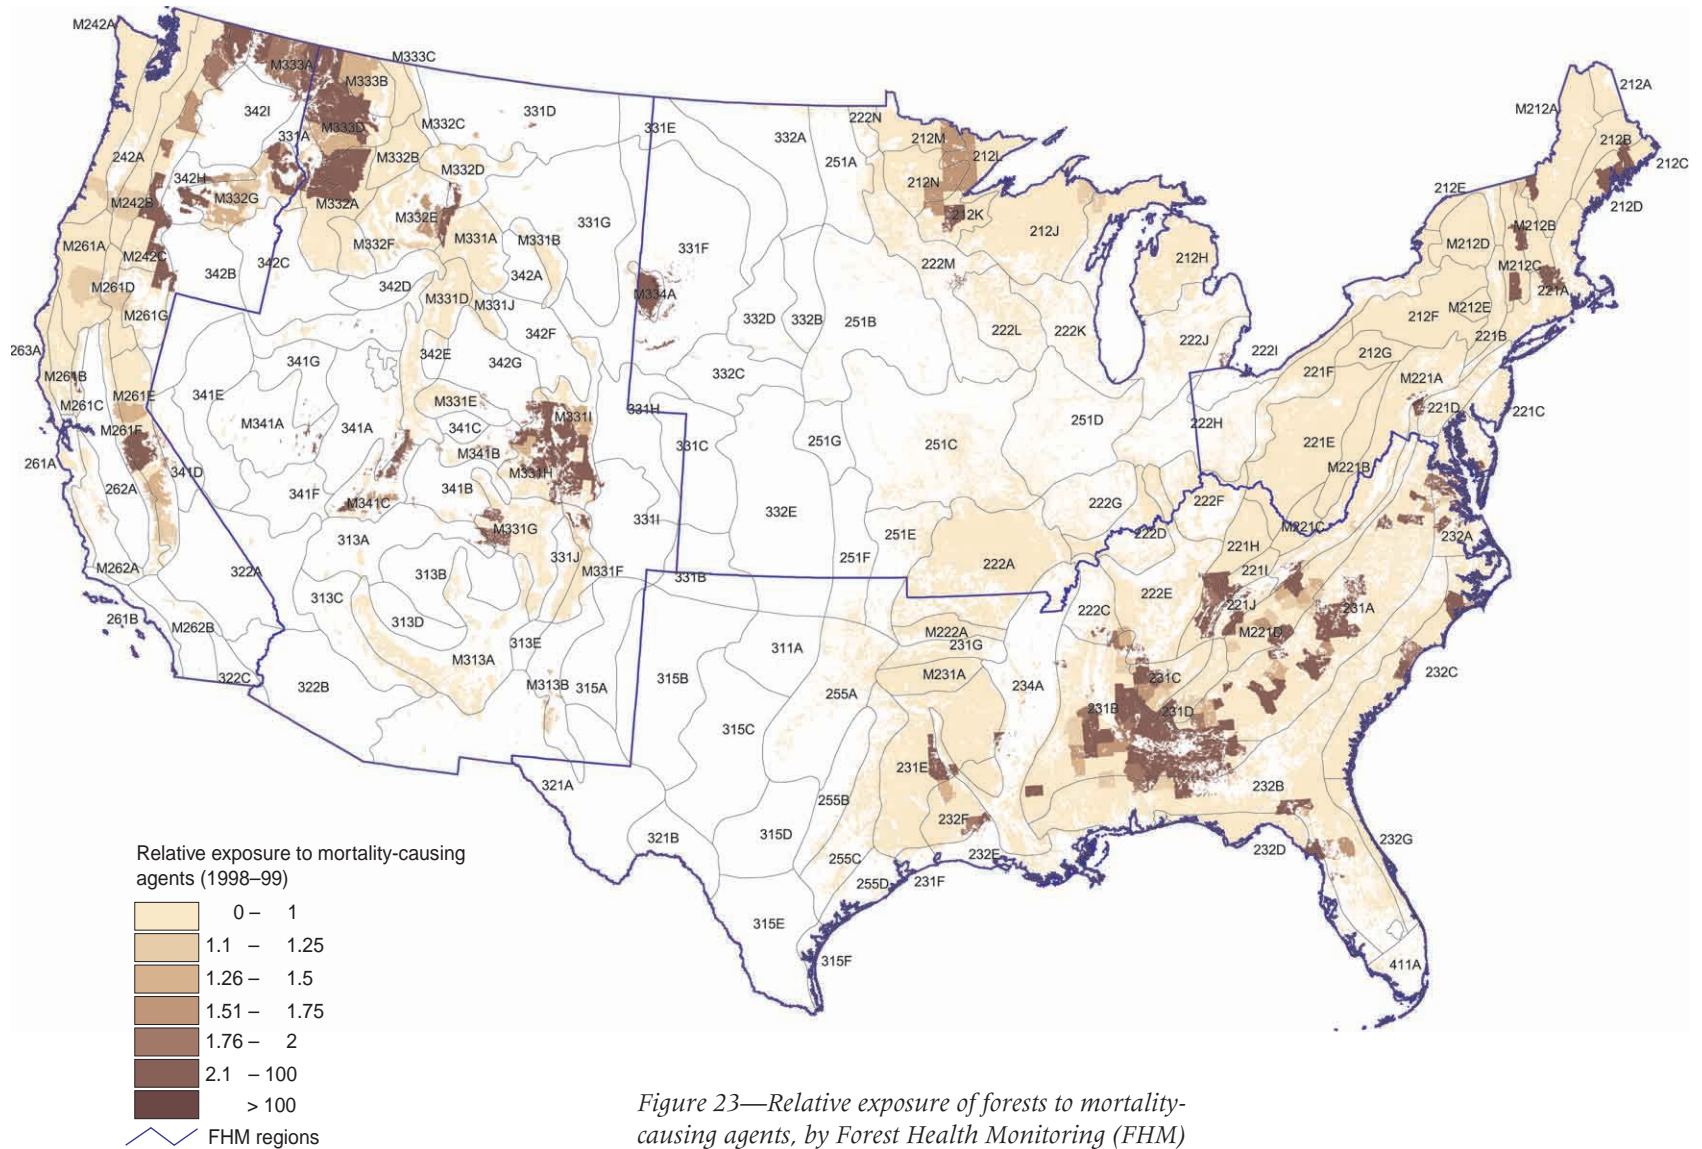 M242A
M333C
M333A
M333B
342I
331D
M332C
331A
M333D
331E
332A
222N
212M
212L
212A
M212A
212B
212C
242A
342H
M332B
M332D
251A
212N
212E
212D
M242B
M332G
M332A
M332E
331G
212K
M261A
M242C
M332F
M331A
M331B
331F
212J
M212D
M212B
342B
342C
342A
222M
212H
M212C
M261D
342D
M331D
M331J
M334A
221A
M261G
342F
332D
332B
251B
222L
222K
212F
M212E
263A
341G
342E
342G
222J
222I
212G
221B
M261B
332C
221F
M221A
M261C
M261E
341E
M331E
331H
221D
221C
M261F
M341A
341A
341C
M331I
331C
251G
251C
251D
222H
221E
261A
341D
M341B
M331H
M221B
262A
341F
M341C
341B
331I
332E
222G
222F
313A
M331G
251E
222D
M221C
232A
M262A
322A
313B
331J
M331F
331B
251F
222A
221H
221I
261B
313C
222C
222E
221J
231A
M262B
313D
313E
M222A
231G
M221D
322C
322B
M313A
M313B
315A
315B
311A
255A
M231A
234A
231C
232C
315C
231B
231D
321A
255B
231E
232B
321B
315D
232F
232G
255C
232E
232D
255D
231F
315E
315F
411A
Relative exposure to mortality-causing
agents (1998–99)
0 – 1
1.1 – 1.25
1.26 – 1.5
1.51 – 1.75
1.76 – 2
2.1 – 100
> 100
FHM regions
Figure 23—Relative exposure of forests to mortality-
causing agents, by Forest Health Monitoring (FHM)